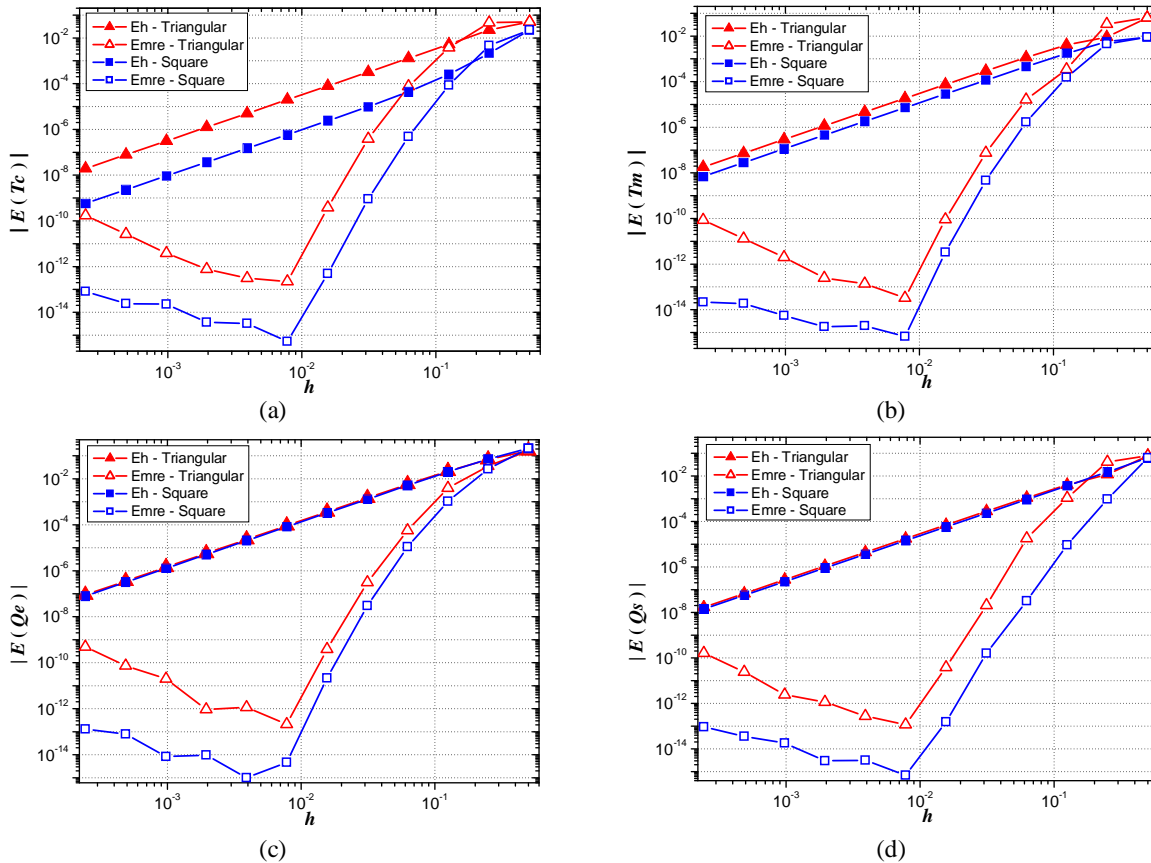 10^-2
10^-4
10^-6
10^-8
10^-10
10^-12
10^-14
| E ( Tc ) |
Eh - Triangular
Emre - Triangular
Eh - Square
Emre - Square
10^-3
10^-2
10^-1
h
(a)
10^-2
10^-4
10^-6
10^-8
10^-10
10^-12
10^-14
| E ( Tm ) |
Eh - Triangular
Emre - Triangular
Eh - Square
Emre - Square
10^-3
10^-2
10^-1
h
(b)
10^-2
10^-4
10^-6
10^-8
10^-10
10^-12
10^-14
| E ( Qe ) |
Eh - Triangular
Emre - Triangular
Eh - Square
Emre - Square
10^-3
10^-2
10^-1
h
(c)
10^-2
10^-4
10^-6
10^-8
10^-10
10^-12
10^-14
| E ( Qs ) |
Eh - Triangular
Emre - Triangular
Eh - Square
Emre - Square
10^-3
10^-2
10^-1
h
(d)